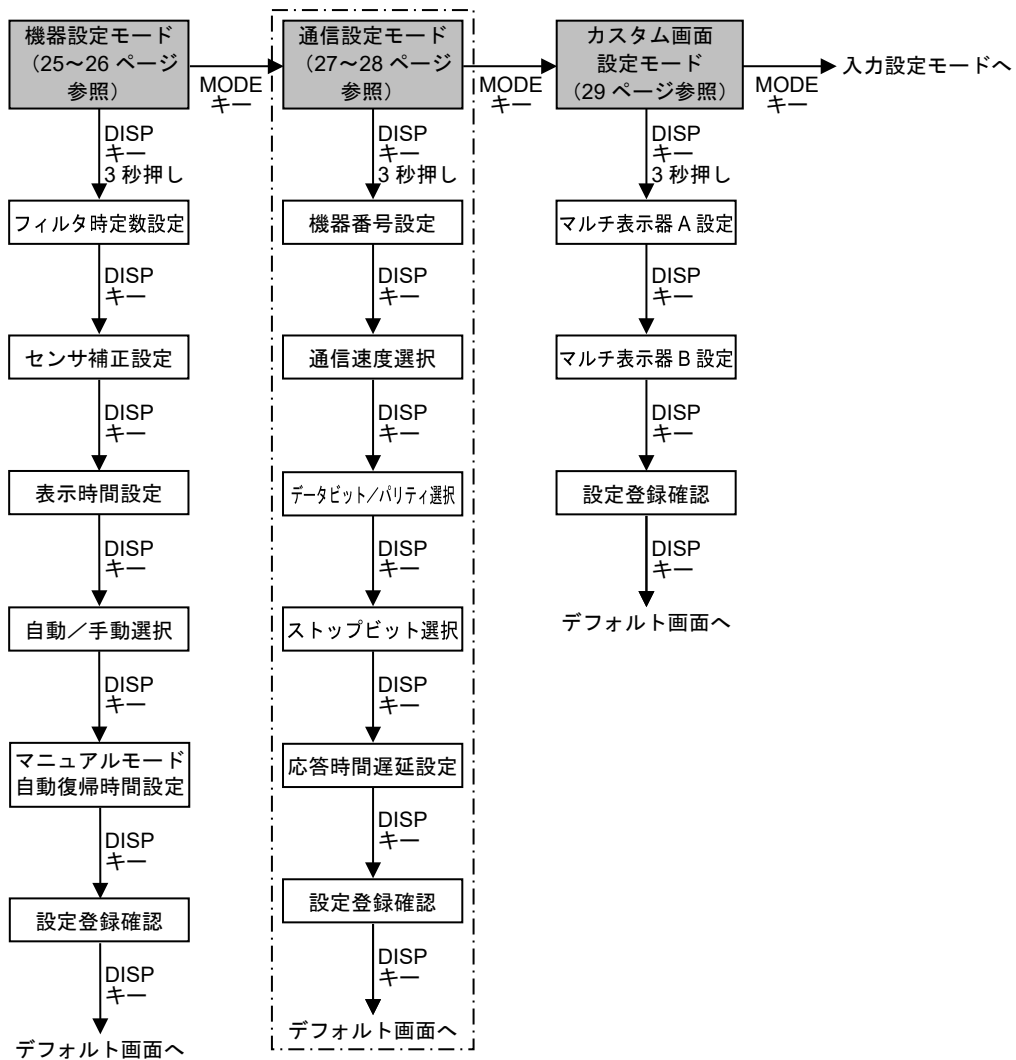 機器設定モード
（25～26 ページ
参照）
MODE
キー
通信設定モード
（27～28 ページ
参照）
MODE
キー
カスタム画面
設定モード
（29 ページ参照）
MODE
キー
入力設定モードへ
DISP
キー
3 秒押し
フィルタ時定数設定
DISP
キー
センサ補正設定
DISP
キー
表示時間設定
DISP
キー
自動／手動選択
DISP
キー
マニュアルモード
自動復帰時間設定
DISP
キー
設定登録確認
DISP
キー
デフォルト画面へ
DISP
キー
3 秒押し
機器番号設定
DISP
キー
通信速度選択
DISP
キー
データビット／パリティ選択
DISP
キー
ストップビット選択
DISP
キー
応答時間遅延設定
DISP
キー
設定登録確認
DISP
キー
デフォルト画面へ
DISP
キー
3 秒押し
マルチ表示器 A 設定
DISP
キー
マルチ表示器 B 設定
DISP
キー
設定登録確認
DISP
キー
デフォルト画面へ